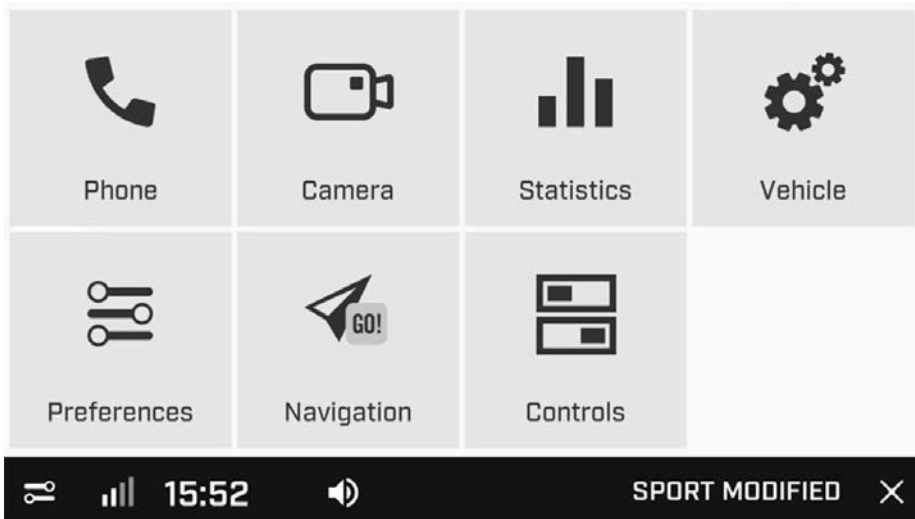 Phone Camera Statistics Vehicle
GO!
Preferences Navigation Controls
15:52 SPORT MODIFIED